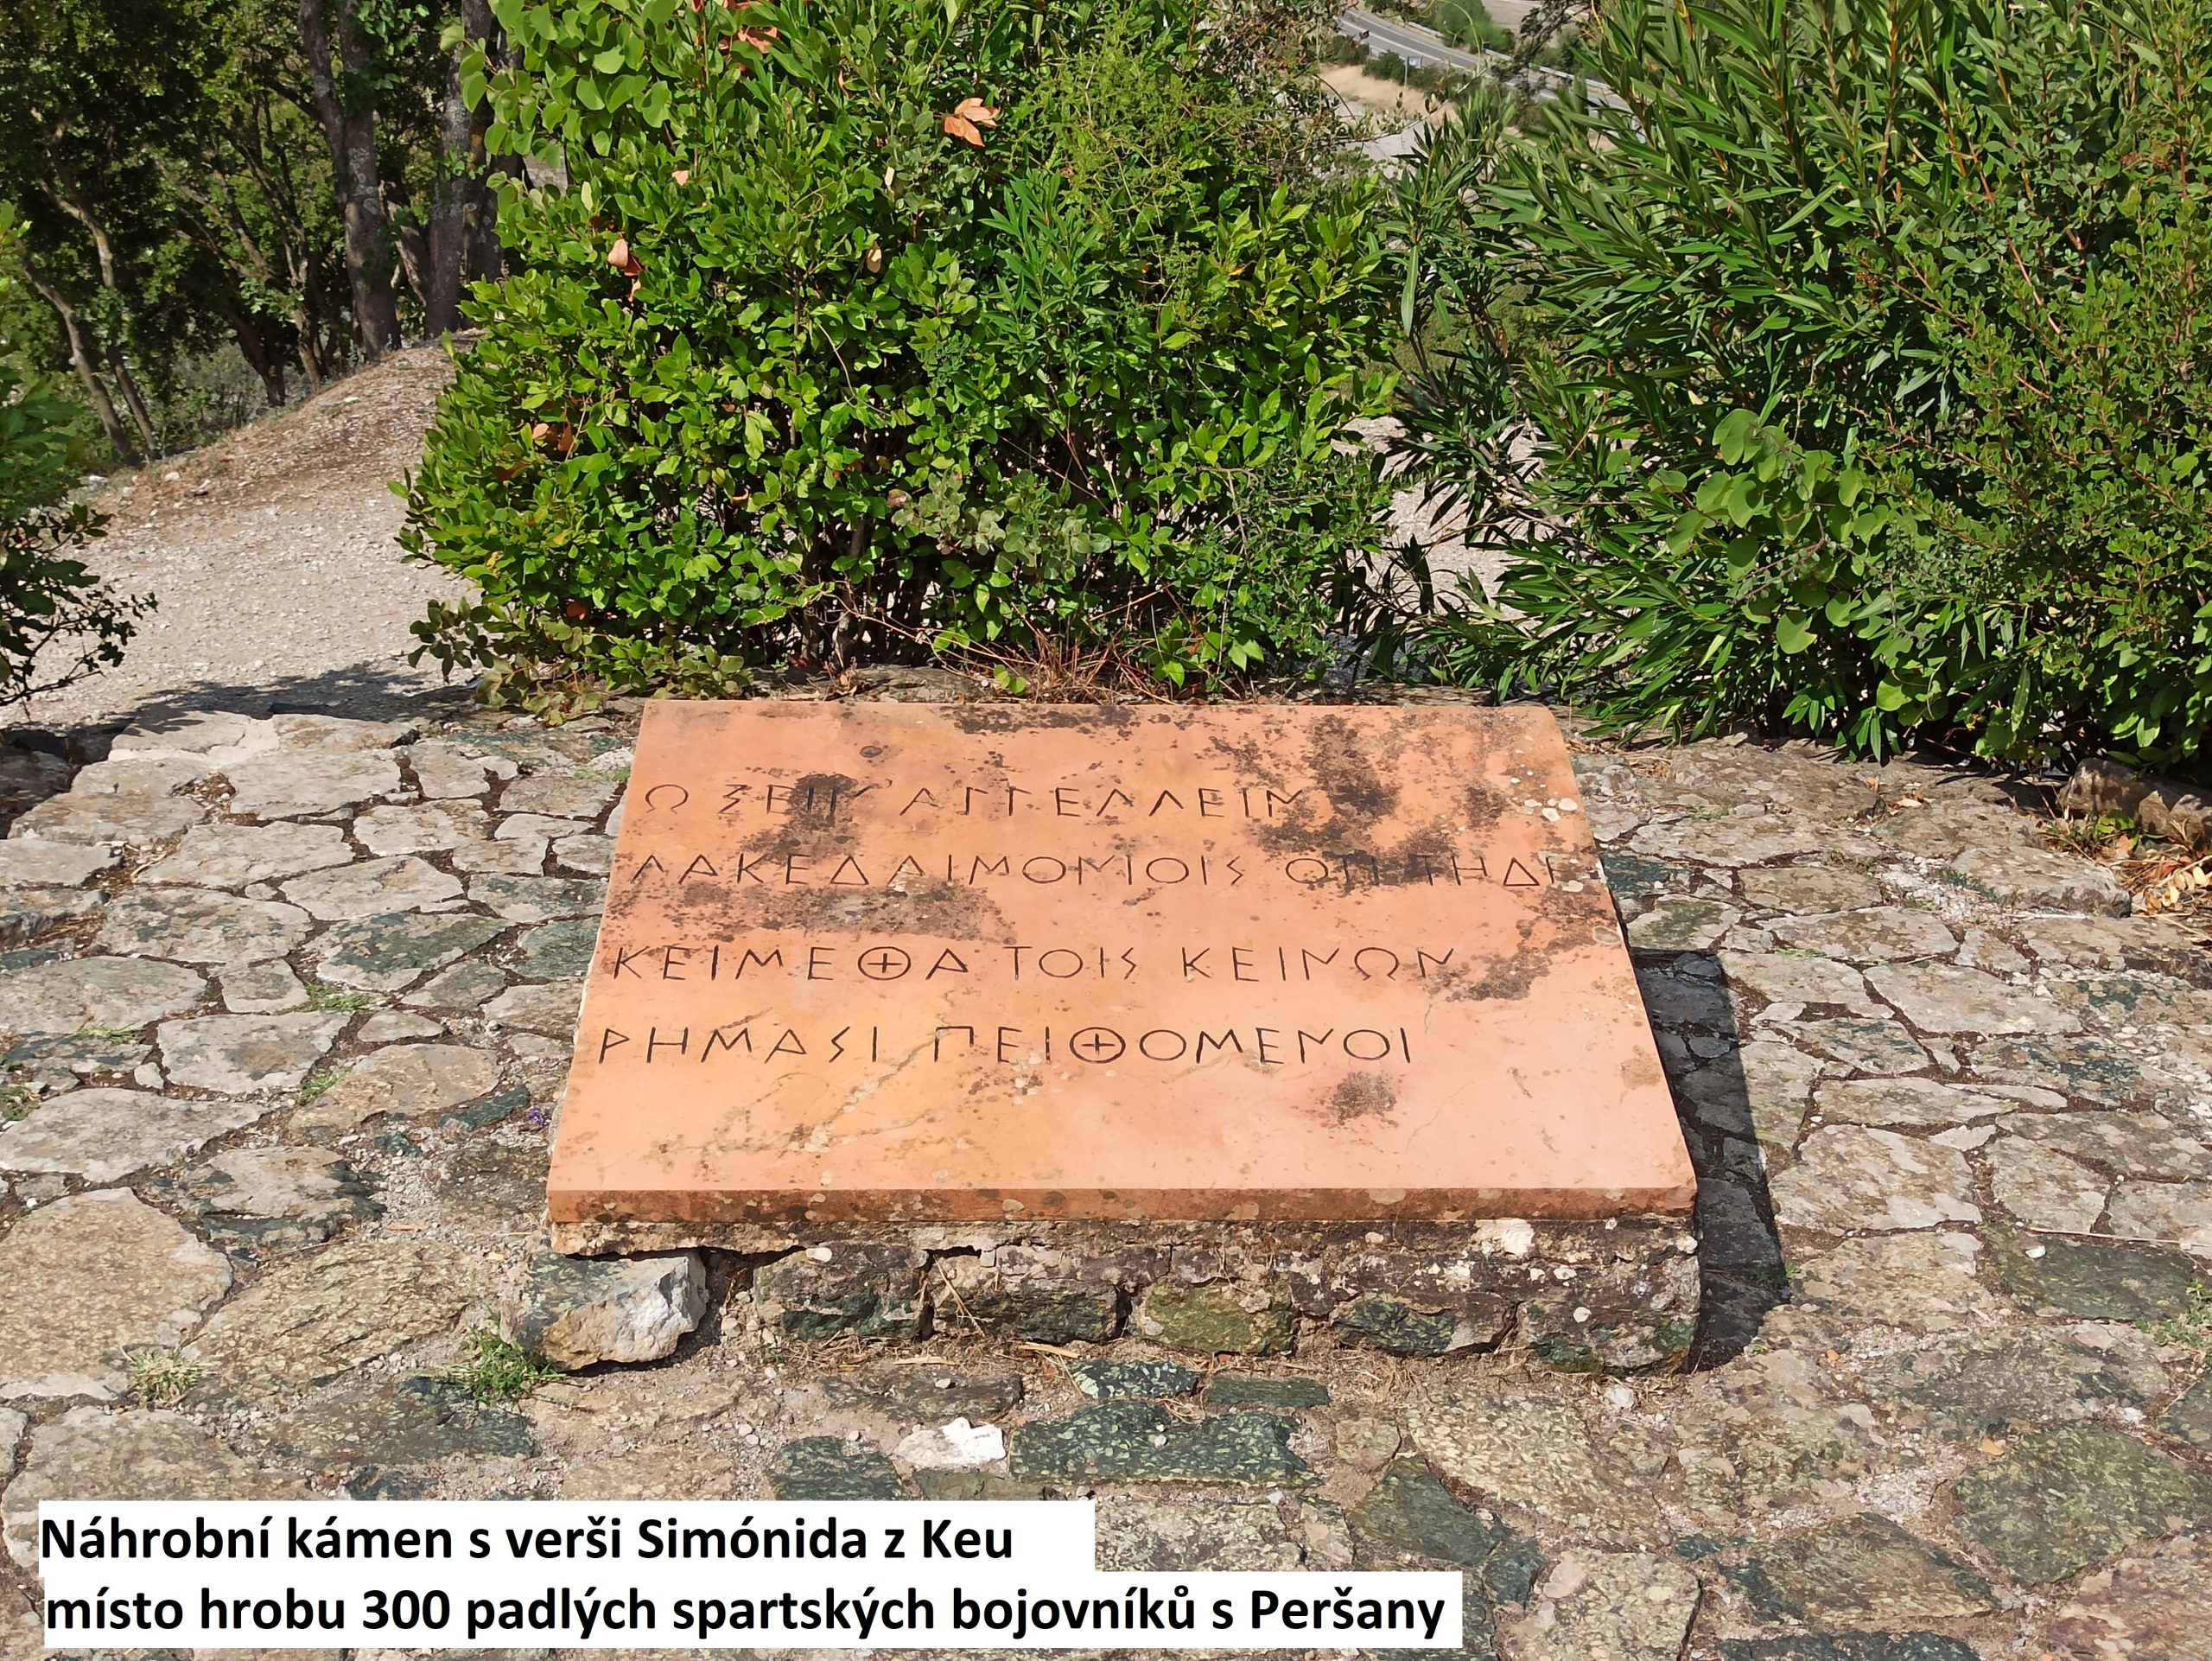 Ω ΞΕΙΝ' ΑΓΓΕΛΛΕΙΝ
ΛΑΚΕΔΑΙΜΟΝΙΟΙΣ ΟΤΙ ΤΗΔΕ
ΚΕΙΜΕΘΑ ΤΟΙΣ ΚΕΙΝΩΝ
ΡΗΜΑΣΙ ΠΕΙΘΟΜΕΝΟΙ
Náhrobní kámen s verši Simónida z Keu
místo hrobu 300 padlých spartských bojovníků s Peršany